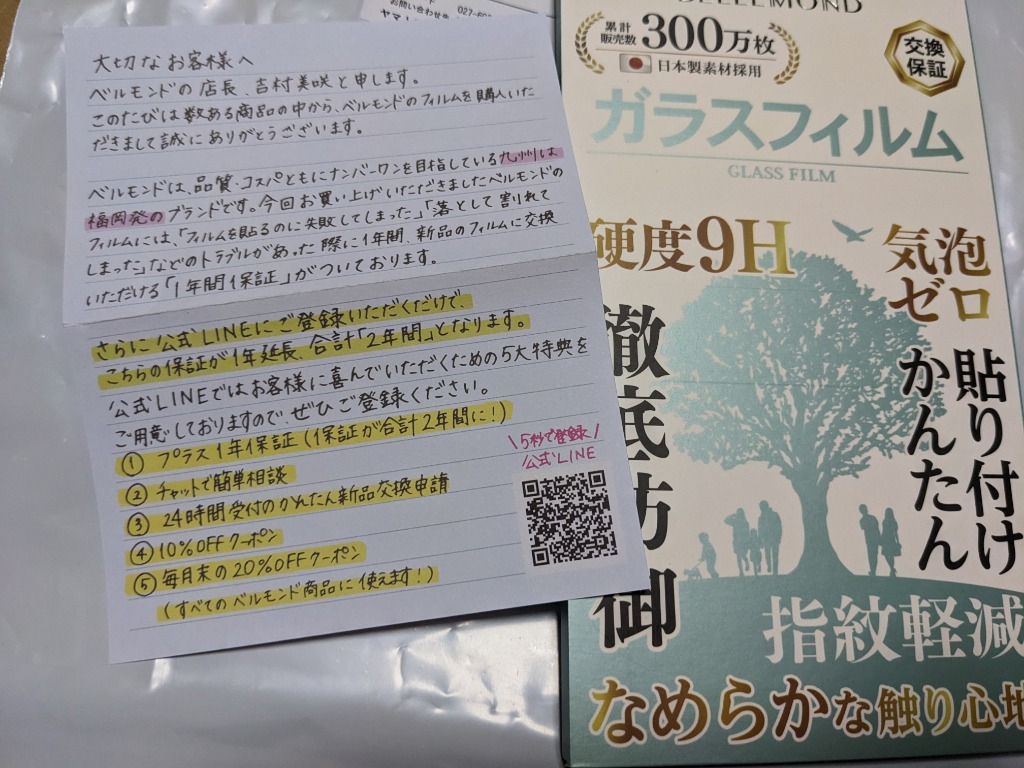 大切なお客様へ
ベルモンドの店長、吉村美咲と申します。
このたびは数ある商品の中から、ベルモンドのフィルムを購入いた
だきまして誠にありがとうございます。
ベルモンドは、品質・コスパともにナンバーワンを目指している九州は
福岡発のブランドです。今回お買い上げいただきましたベルモンドの
フィルムには、「フィルムを貼るのに失敗してしまった」「落として割れて
しまった」などのトラブルがあった際に1年間、新品のフィルムに交換
いただける「1年間保証」がついております。
さらに公式LINEにご登録いただくだけで、
こちらの保証が1年延長、合計「2年間」となります。
公式LINEではお客様に喜んでいただくための5大特典を
ご用意しておりますので、ぜひご登録ください。
① プラス1年保証(保証が合計2年間に!)
② チャットで簡単相談
③ 24時間受付のかんたん新品交換申請
④ 10%OFFクーポン
⑤ 毎月末の20%OFFクーポン
(すべてのベルモンド商品に使えます!)
\5秒で登録/
公式LINE
お問い合わせ
027-60
ヤマ
BELLEMOND
累計
販売数
300万枚
日本製素材採用
交換
保証
ガラスフィルム
GLASS FILM
硬度9H
気泡
ゼロ
貼り付け
かんたん
徹底防御
指紋軽減
なめらかな触り心地